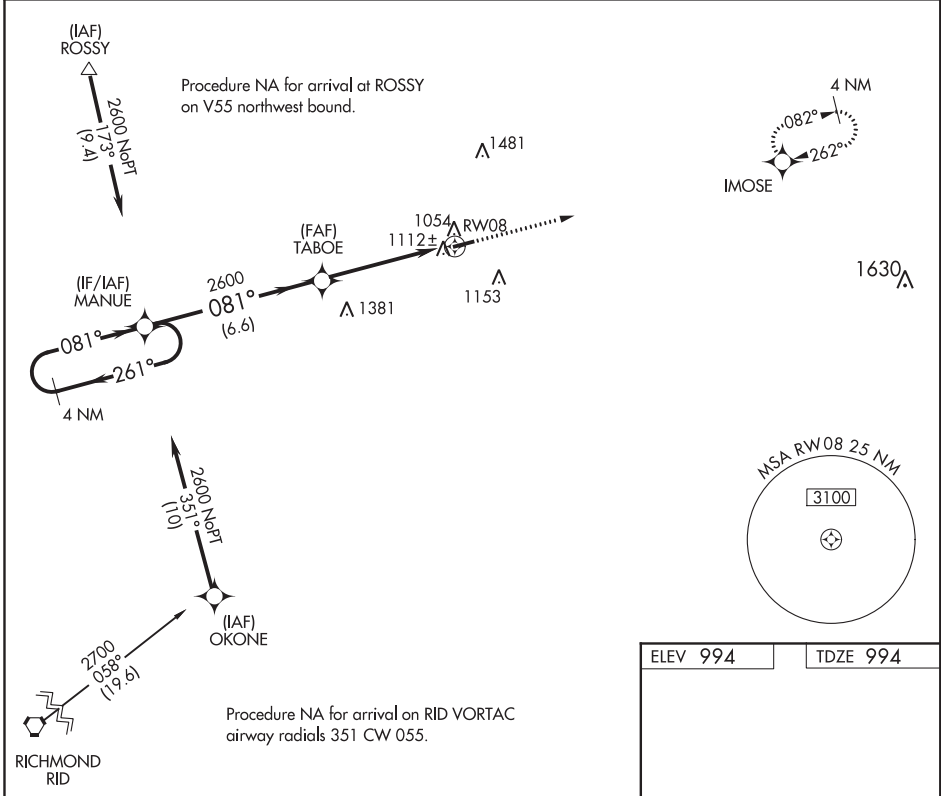 (IAF)
ROSSY
2600 NoPT
173°
(9.4)
Procedure NA for arrival at ROSSY
on V55 northwest bound.
1481
4 NM
082°
262°
IMOSE
1054
RW08
1112±
(FAF)
TABOE
1153
1630
(IF/IAF)
MANUE
2600
081°
(6.6)
1381
081°
261°
4 NM
2600 NoPT
351°
(10)
MSA RW08 25 NM
3100
(IAF)
OKONE
2700
058°
(19.6)
RICHMOND
RID
Procedure NA for arrival on RID VORTAC
airway radials 351 CW 055.
ELEV 994
TDZE 994